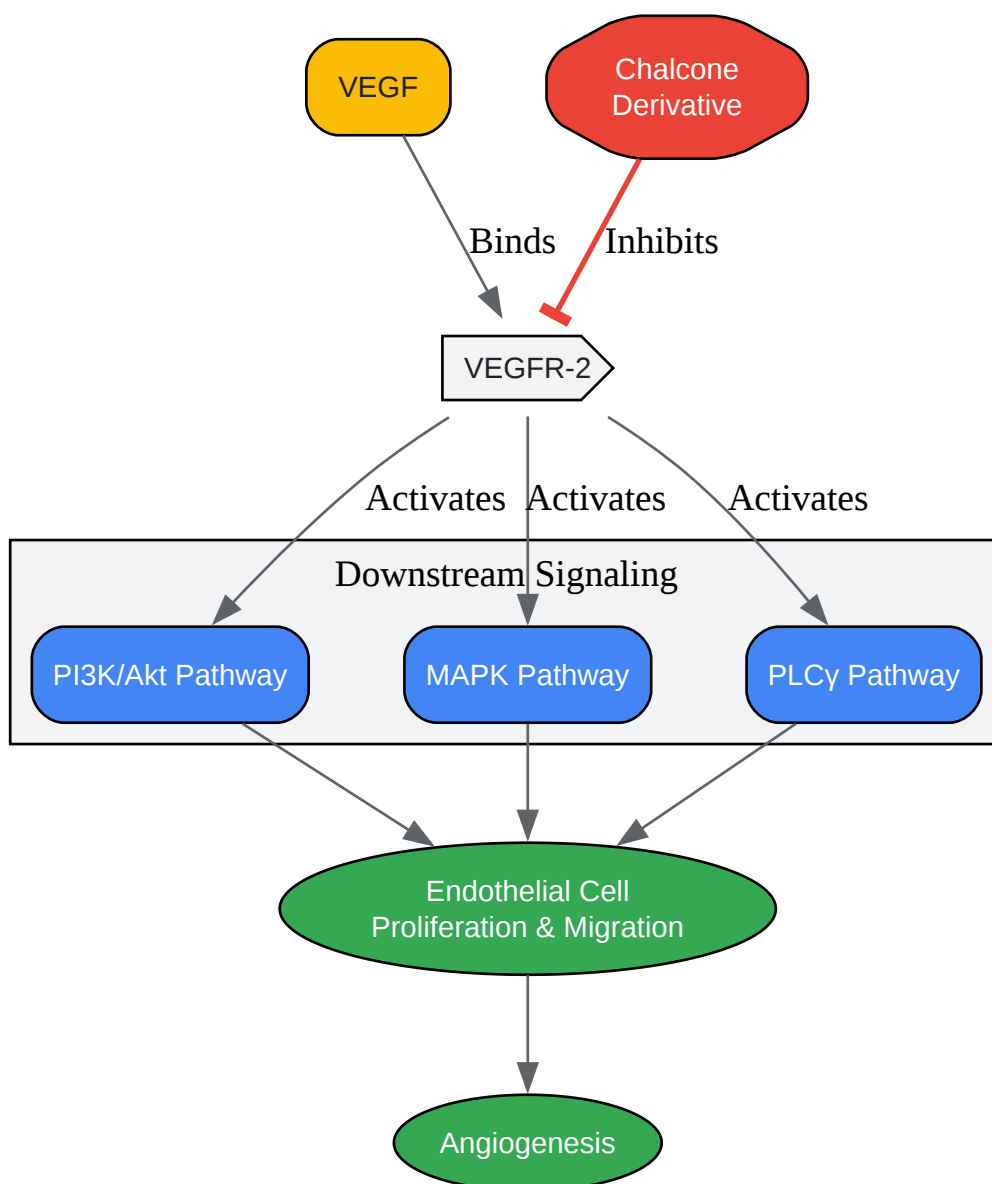 VEGF
Chalcone
Derivative
Binds
Inhibits
VEGFR-2
Activates
Activates
Activates
Downstream Signaling
PI3K/Akt Pathway
MAPK Pathway
PLCγ Pathway
Endothelial Cell
Proliferation & Migration
Angiogenesis